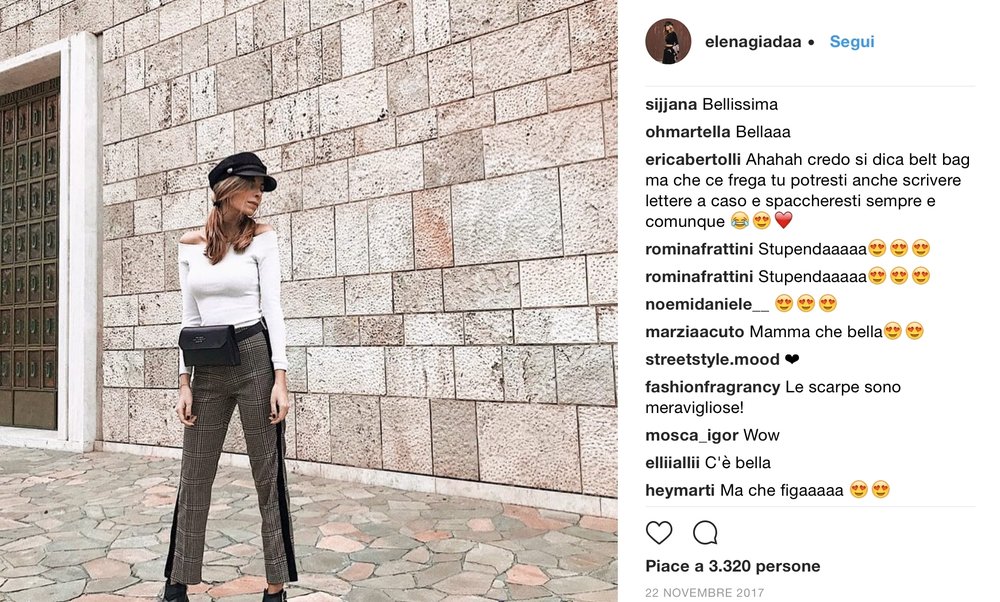 elenagiadaa • Segui
sijjana Bellissima
ohmartella Bellaaa
ericabertolli Ahahah credo si dica belt bag
ma che ce frega tu potresti anche scrivere
lettere a caso e spaccheresti sempre e
comunque 😂😍❤️
rominafrattini Stupendaaaaa😍😍😍
rominafrattini Stupendaaaaa😍😍😍
noemidaniele__ 😍😍😍
marziaacuto Mamma che bella😍😍
streetstyle.mood ❤
fashionfragrancy Le scarpe sono
meravigliose!
mosca_igor Wow
elliiallii C'è bella
heymarti Ma che figaaaaa 😍😍
Piace a 3.320 persone
22 NOVEMBRE 2017